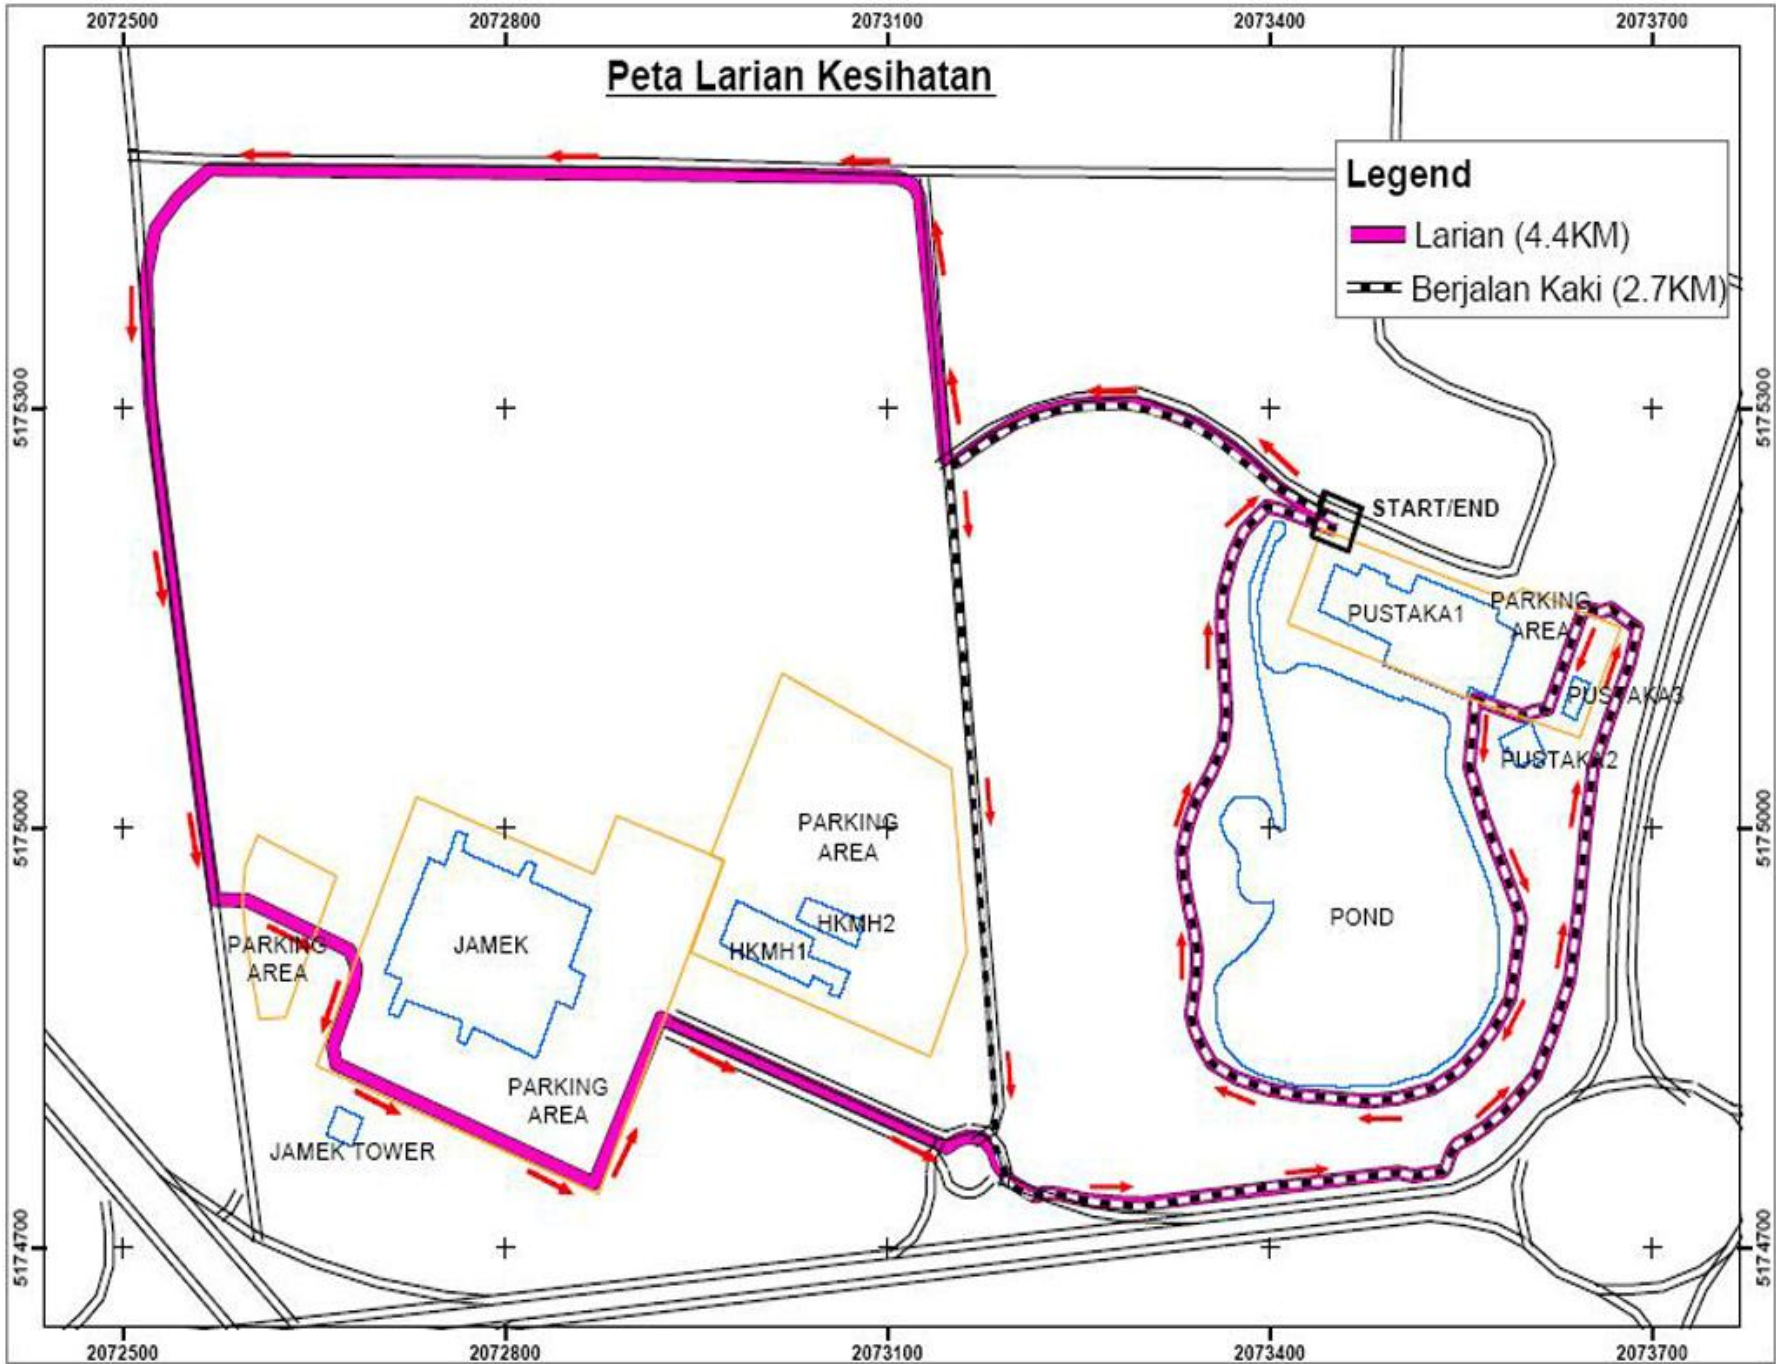 2072500 2072800 2073100 2073400 2073700
Peta Larian Kesihatan
Legend
Larian (4.4KM)
Berjalan Kaki (2.7KM)
5175300 5175300
START/END
PUSTAKA1
PARKING
AREA
PUSTAKA3
PUSTAKA2
5175000 5175000
PARKING
AREA
HKMH2
HKMH1
JAMEK
PARKING
AREA
POND
PARKING
AREA
JAMEK TOWER
5174700 5174700
2072500 2072800 2073100 2073400 2073700